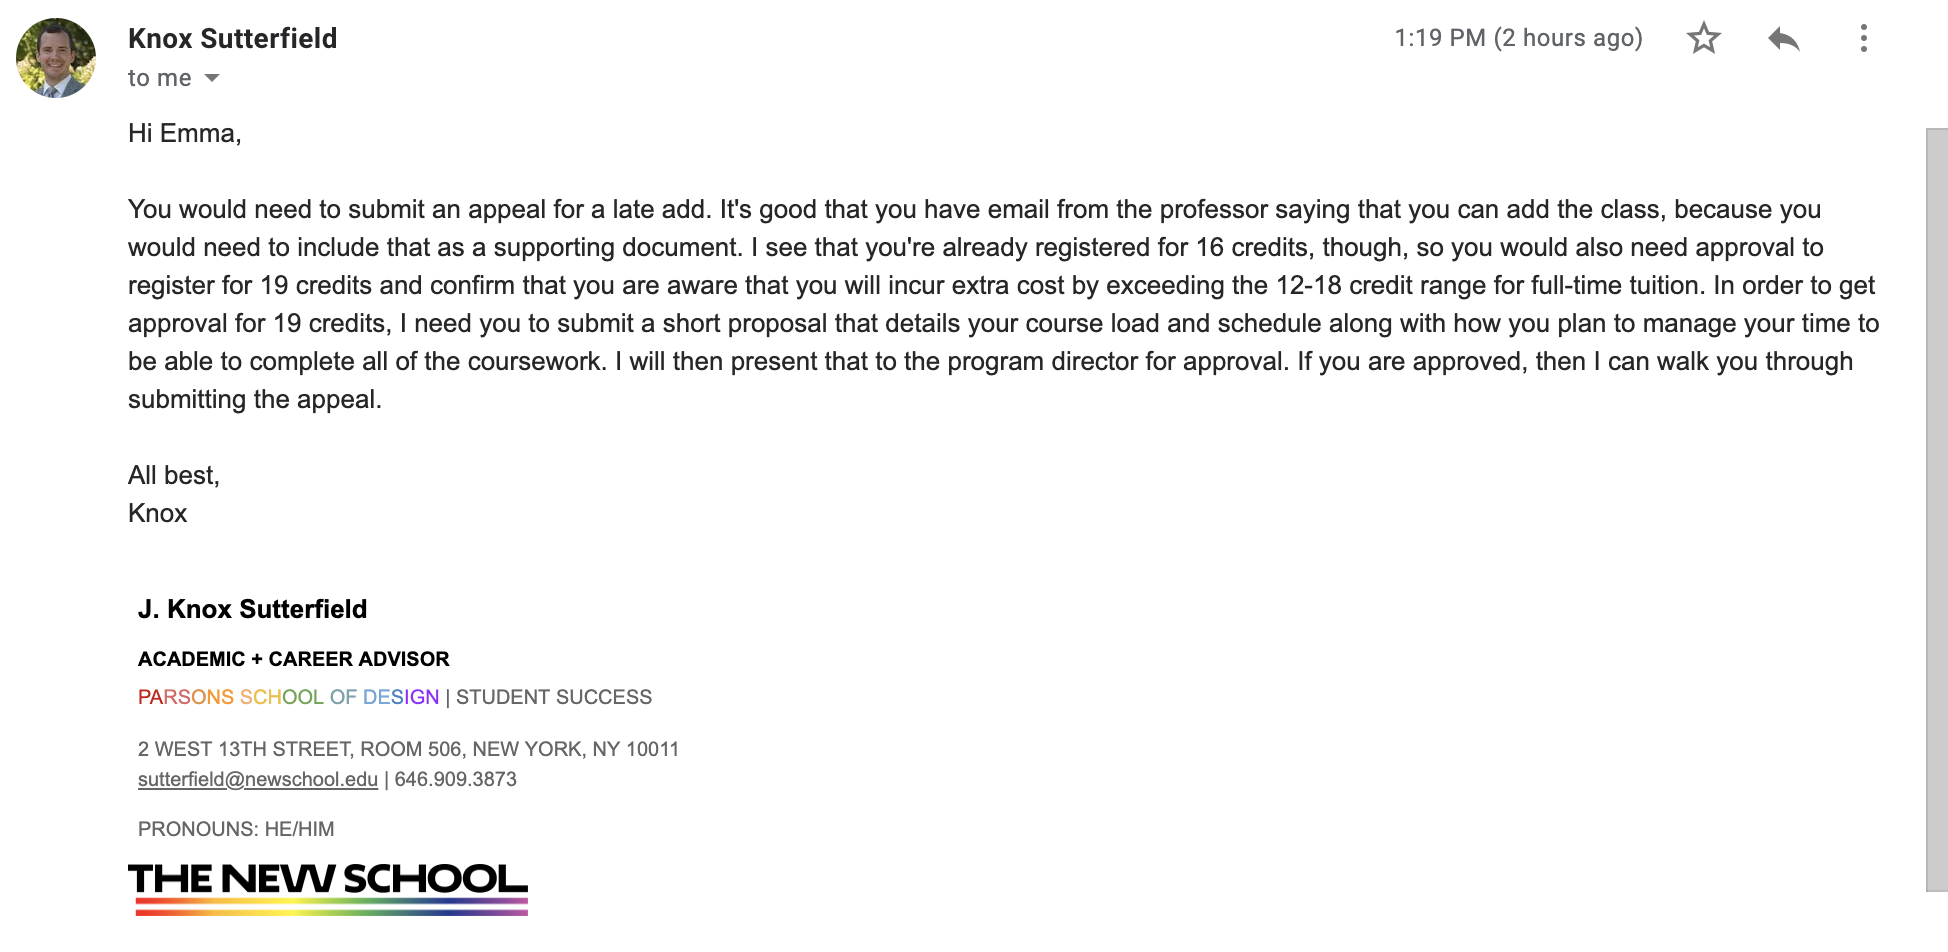 Knox Sutterfield
1:19 PM (2 hours ago)
to me
Hi Emma,
You would need to submit an appeal for a late add. It's good that you have email from the professor saying that you can add the class, because you
would need to include that as a supporting document. I see that you're already registered for 16 credits, though, so you would also need approval to
register for 19 credits and confirm that you are aware that you will incur extra cost by exceeding the 12-18 credit range for full-time tuition. In order to get
approval for 19 credits, I need you to submit a short proposal that details your course load and schedule along with how you plan to manage your time to
be able to complete all of the coursework. I will then present that to the program director for approval. If you are approved, then I can walk you through
submitting the appeal.
All best,
Knox
J. Knox Sutterfield
ACADEMIC + CAREER ADVISOR
PARSONS SCHOOL OF DESIGN | STUDENT SUCCESS
2 WEST 13TH STREET, ROOM 506, NEW YORK, NY 10011
sutterfield@newschool.edu | 646.909.3873
PRONOUNS: HE/HIM
THE NEW SCHOOL